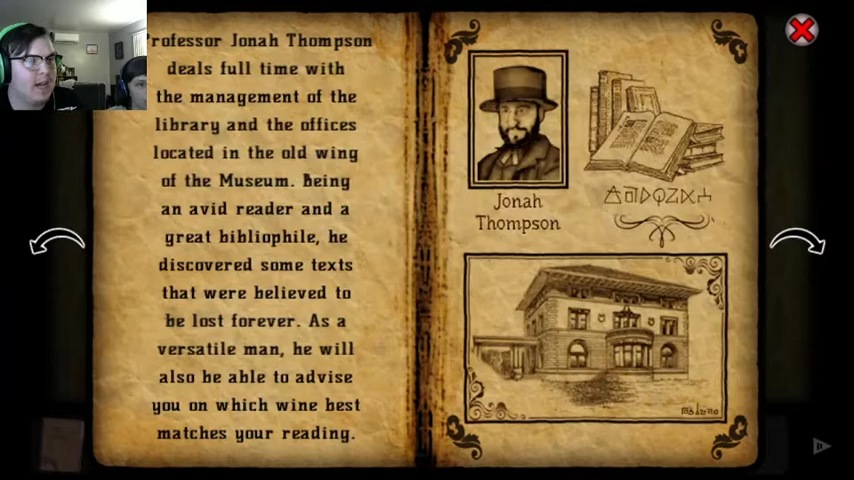 Professor Jonah Thompson
deals full time with
the management of the
library and the offices
located in the old wing
of the Museum. Being
an avid reader and a
great bibliophile, he
discovered some texts
that were believed to
be lost forever. As a
versatile man, he will
also be able to advise
you on which wine best
matches your reading.
Jonah
Thompson